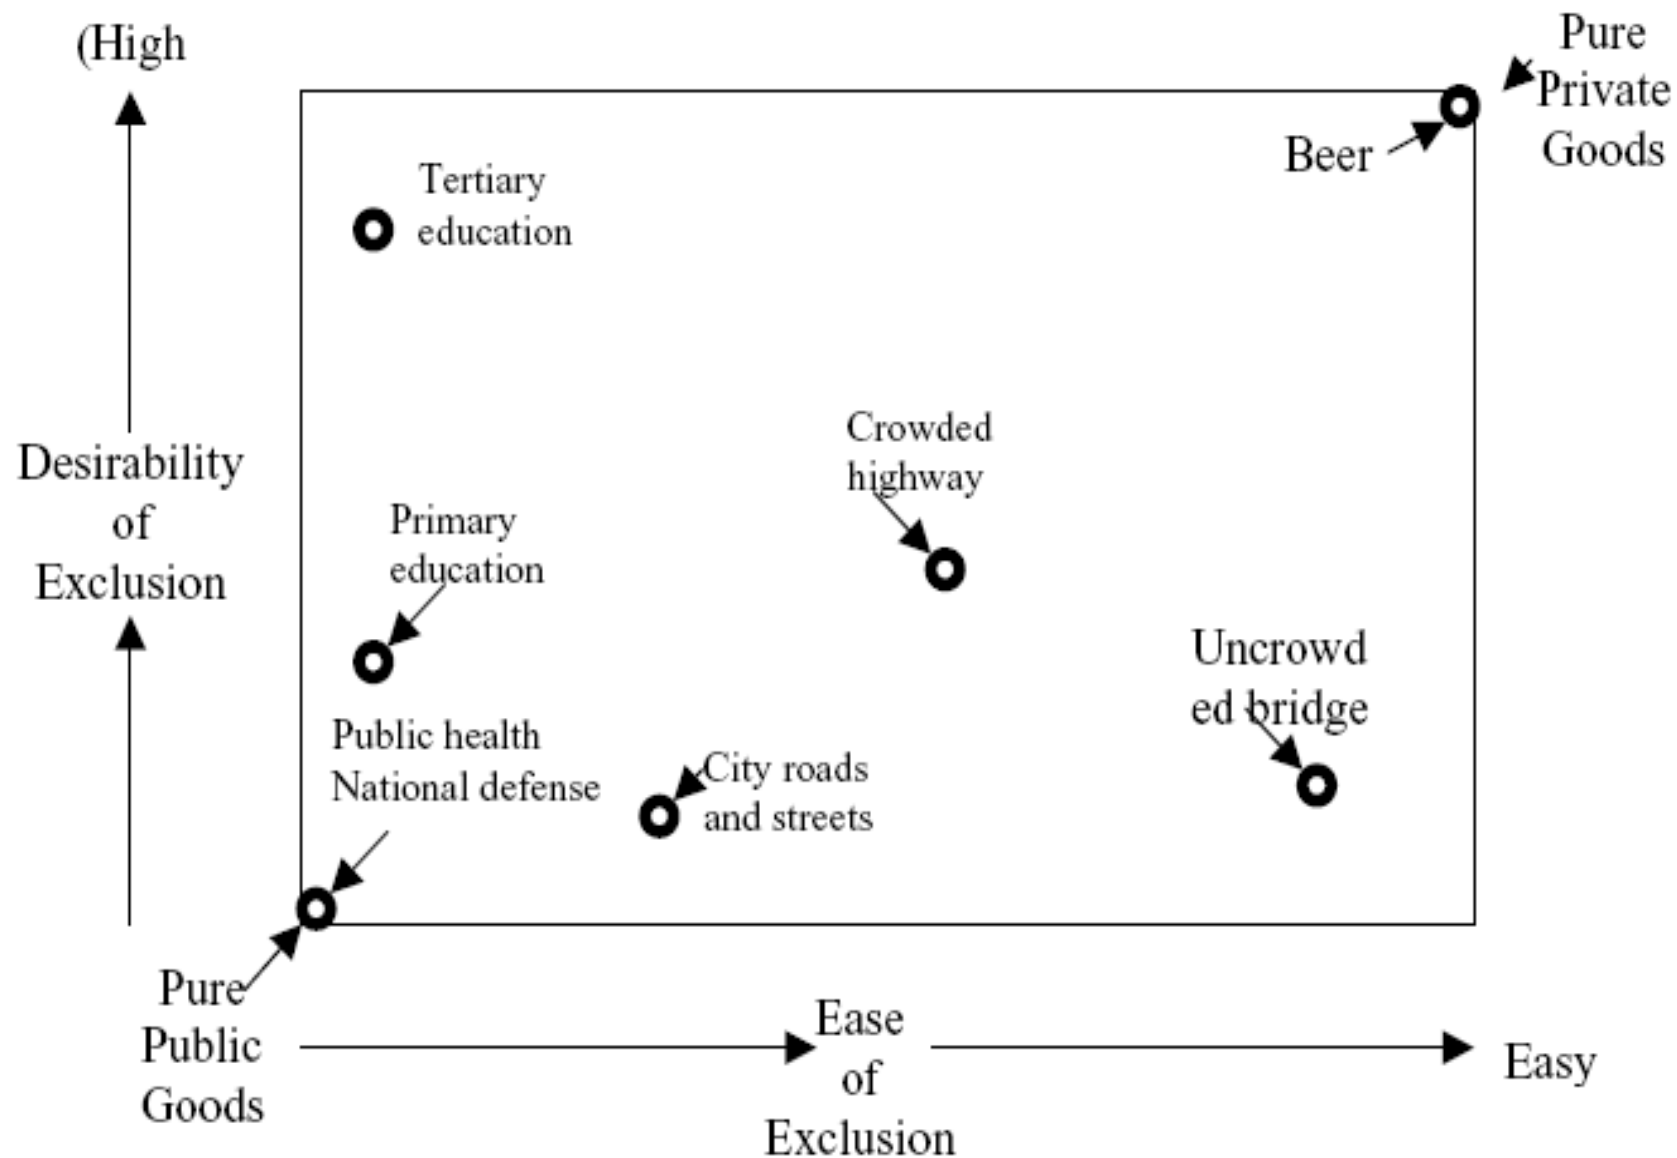 (High
Pure
Private
Goods
Beer
Tertiary
education
Crowded
highway
Desirability
of
Exclusion
Primary
education
Uncrowd
ed bridge
Public health
National defense
City roads
and streets
Pure
Public
Goods
Ease
of
Exclusion
Easy